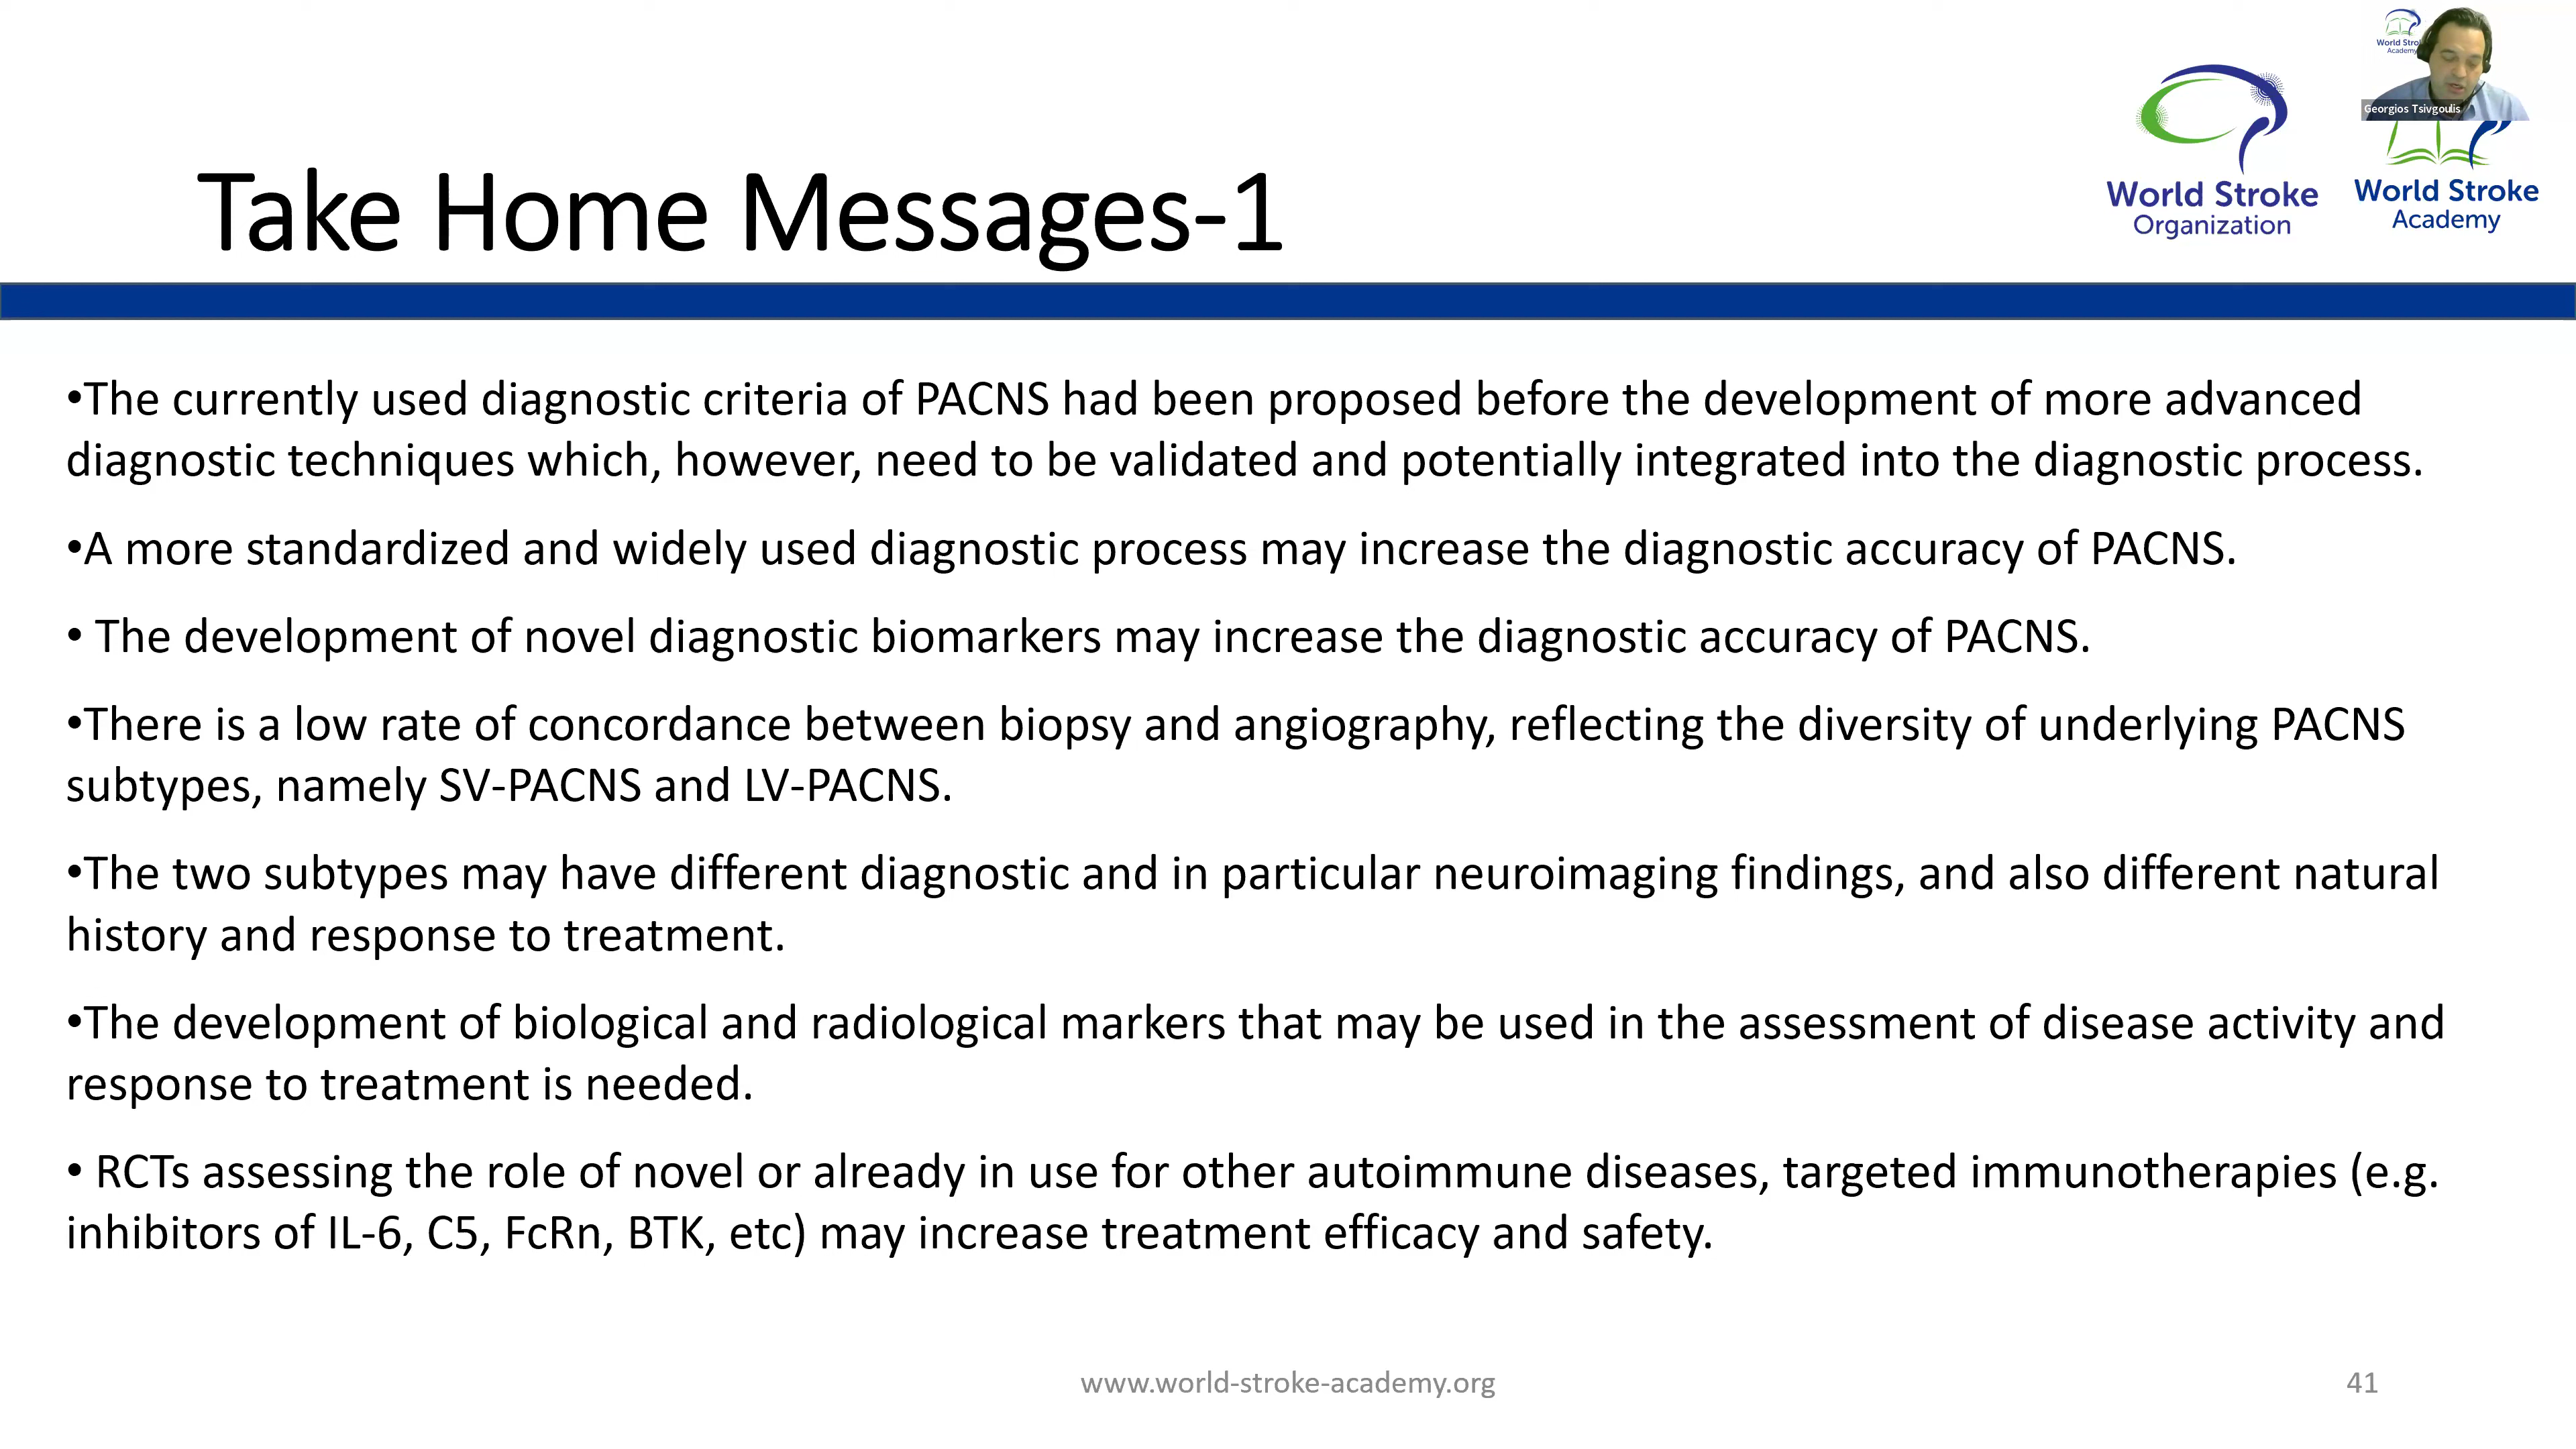 World Stro
Academy
Georgios Tsivgoulis
World Stroke
Organization
World Stroke
Academy
Take Home Messages-1
•The currently used diagnostic criteria of PACNS had been proposed before the development of more advanced
diagnostic techniques which, however, need to be validated and potentially integrated into the diagnostic process.
•A more standardized and widely used diagnostic process may increase the diagnostic accuracy of PACNS.
• The development of novel diagnostic biomarkers may increase the diagnostic accuracy of PACNS.
•There is a low rate of concordance between biopsy and angiography, reflecting the diversity of underlying PACNS
subtypes, namely SV-PACNS and LV-PACNS.
•The two subtypes may have different diagnostic and in particular neuroimaging findings, and also different natural
history and response to treatment.
•The development of biological and radiological markers that may be used in the assessment of disease activity and
response to treatment is needed.
• RCTs assessing the role of novel or already in use for other autoimmune diseases, targeted immunotherapies (e.g.
inhibitors of IL-6, C5, FcRn, BTK, etc) may increase treatment efficacy and safety.
www.world-stroke-academy.org
41